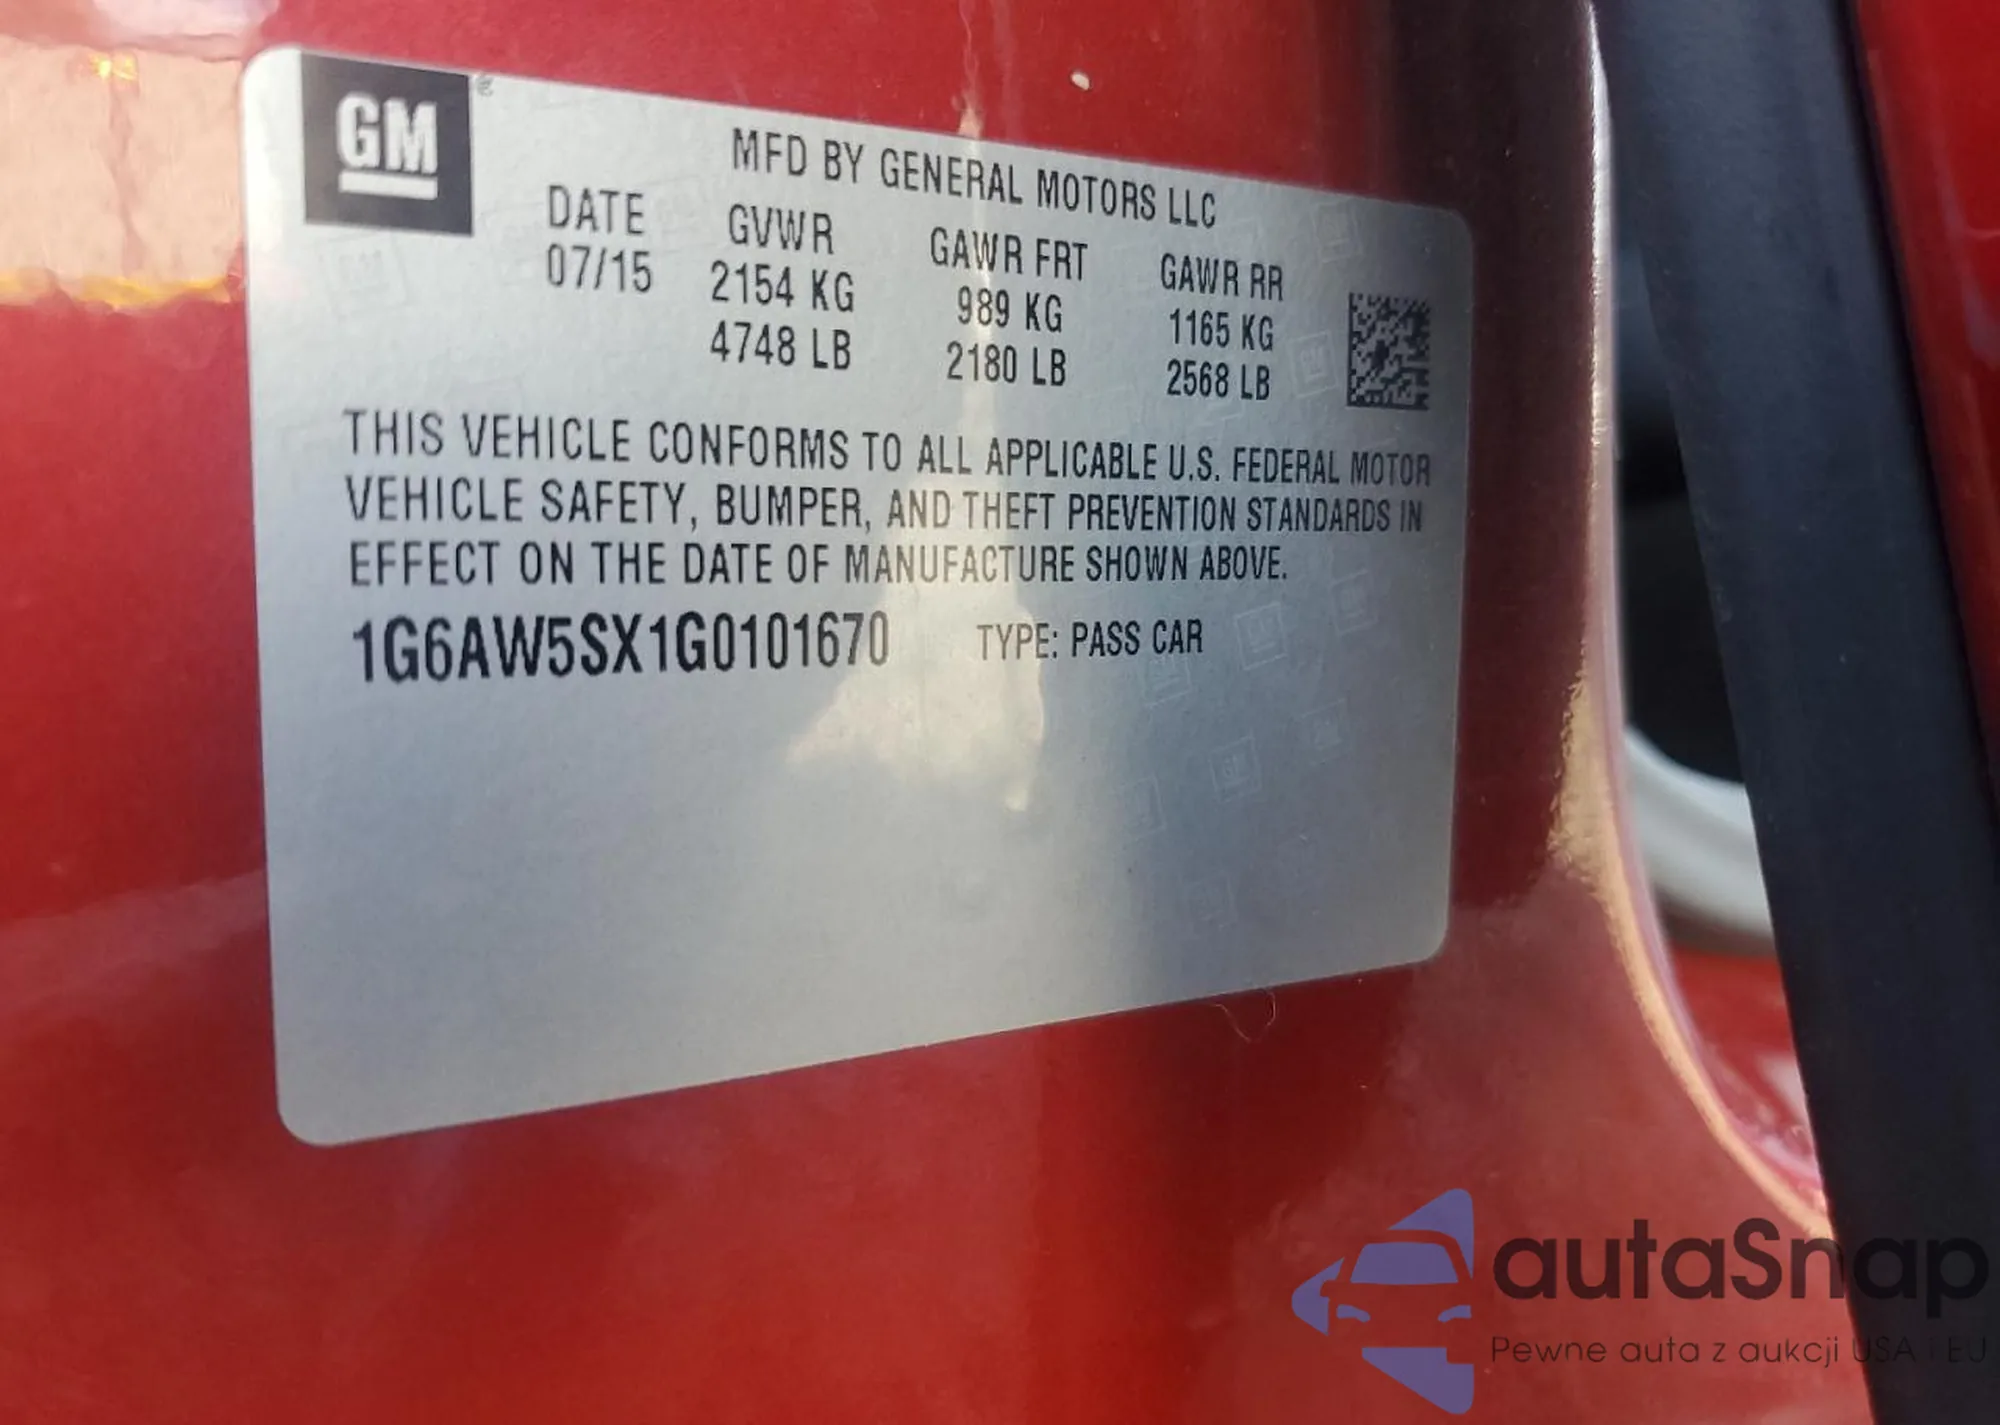 GM
MFD BY GENERAL MOTORS LLC
DATE GVWR GAWR FRT GAWR RR
07/15 2154 KG 989 KG 1165 KG
4748 LB 2180 LB 2568 LB
THIS VEHICLE CONFORMS TO ALL APPLICABLE U.S. FEDERAL MOTOR
VEHICLE SAFETY, BUMPER, AND THEFT PREVENTION STANDARDS IN
EFFECT ON THE DATE OF MANUFACTURE SHOWN ABOVE.
1G6AW5SX1G0101670 TYPE: PASS CAR
autaSnap
Pewne auta z aukcji USA i EU